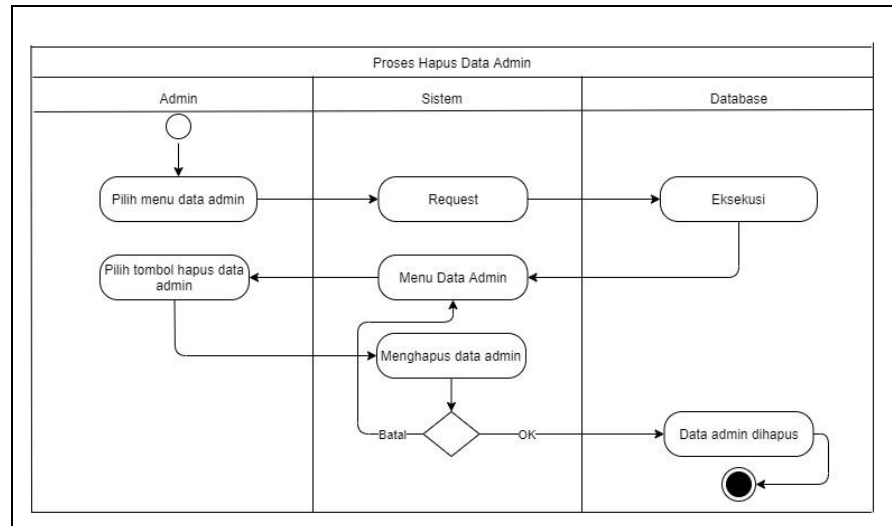 Proses Hapus Data Admin
Admin
Sistem
Database
Pilih menu data admin
Request
Eksekusi
Pilih tombol hapus data
admin
Menu Data Admin
Menghapus data admin
Batal
OK
Data admin dihapus